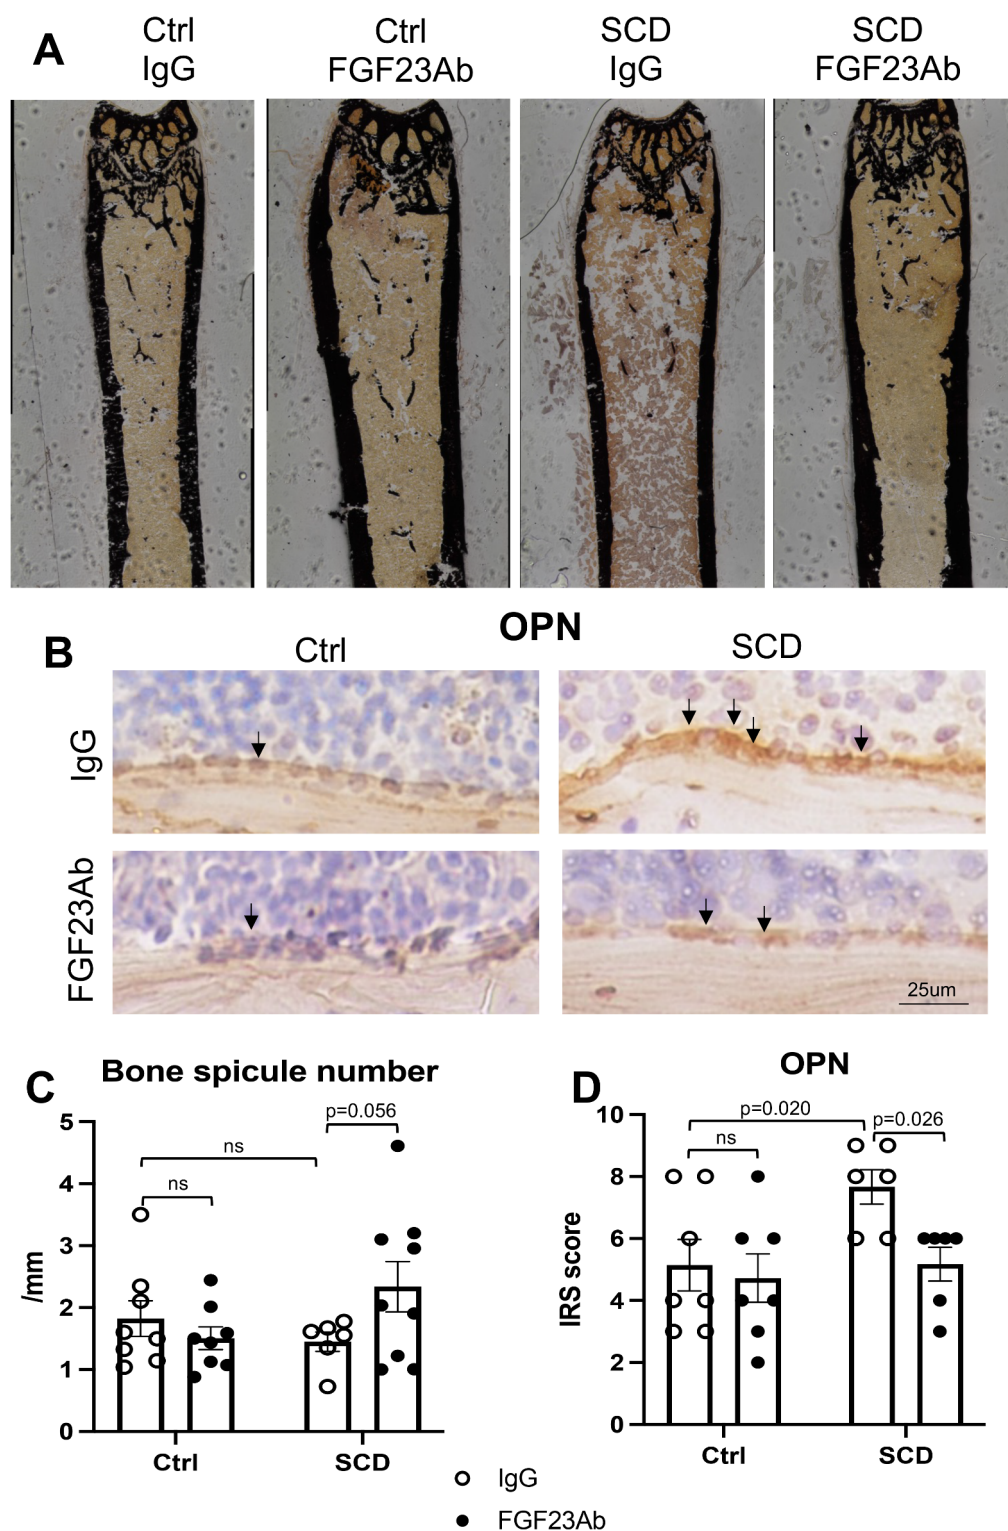 A
Ctrl
IgG
Ctrl
FGF23Ab
SCD
IgG
SCD
FGF23Ab
OPN
B
Ctrl
SCD
IgG
FGF23Ab
25um
C
Bone spicule number
p=0.056
ns
ns
/mm
5
4
3
2
1
0
Ctrl
SCD
D
OPN
p=0.020
p=0.026
ns
IRS score
10
8
6
4
2
0
Ctrl
SCD
IgG
FGF23Ab